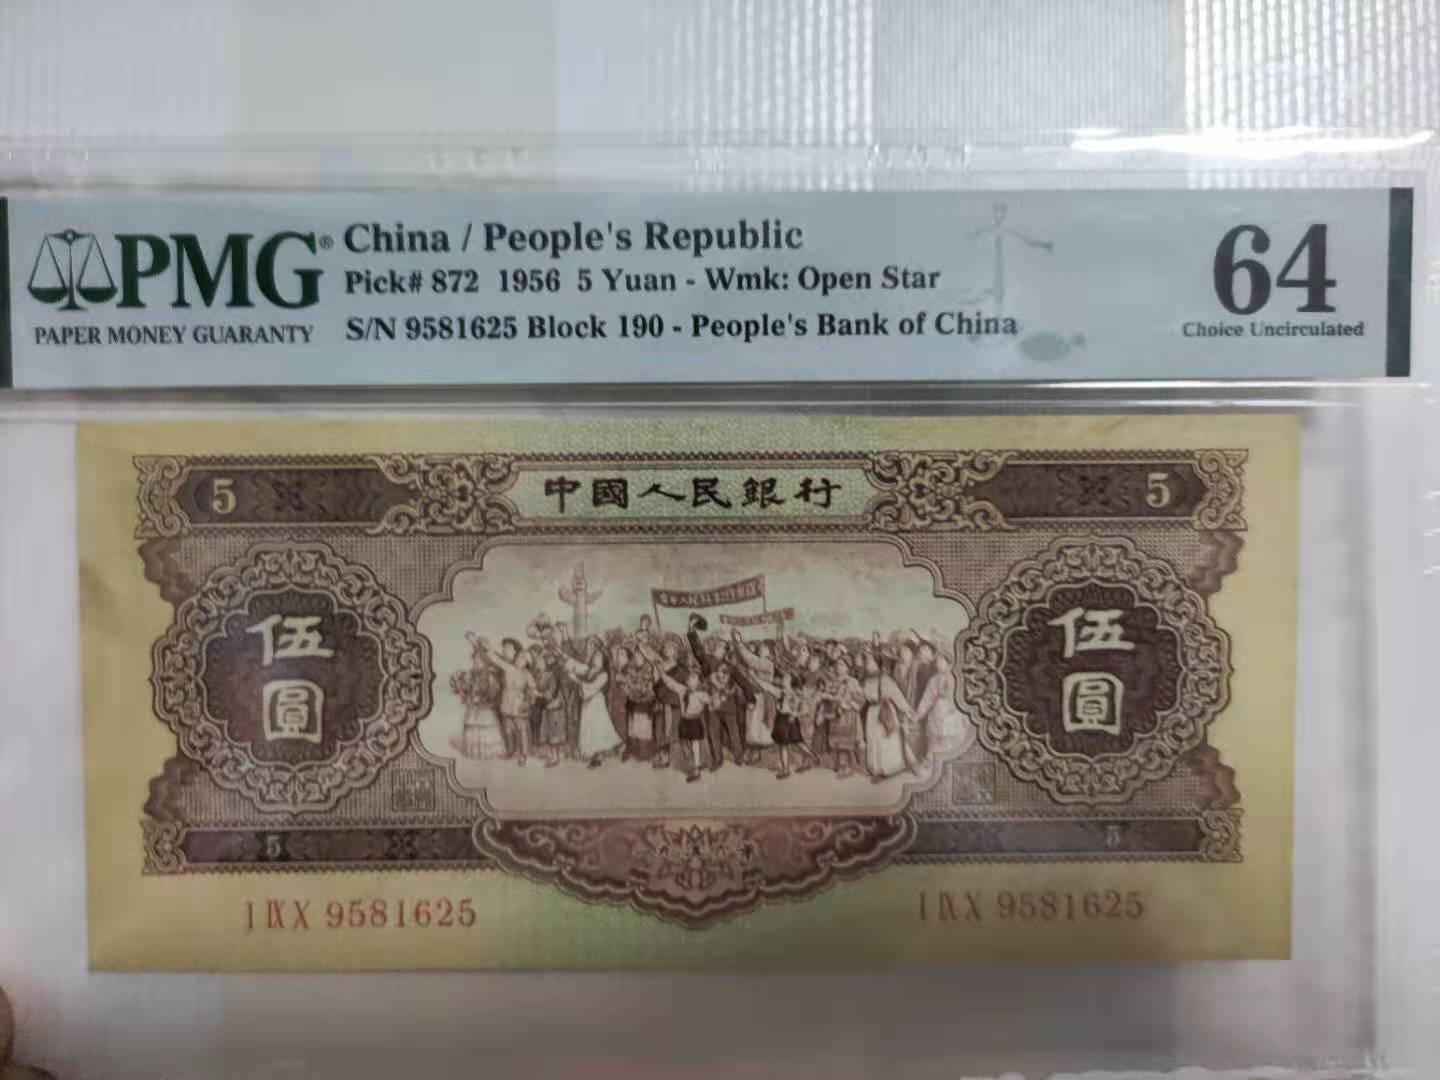 PMG®
PAPER MONEY GUARANTY
China / People's Republic
Pick# 872 1956 5 Yuan - Wmk: Open Star
S/N 9581625 Block 190 - People's Bank of China
64
Choice Uncirculated
5
中國人民銀行
5
伍圓
伍圓
5
5
I IX X 9581625
I IX X 9581625